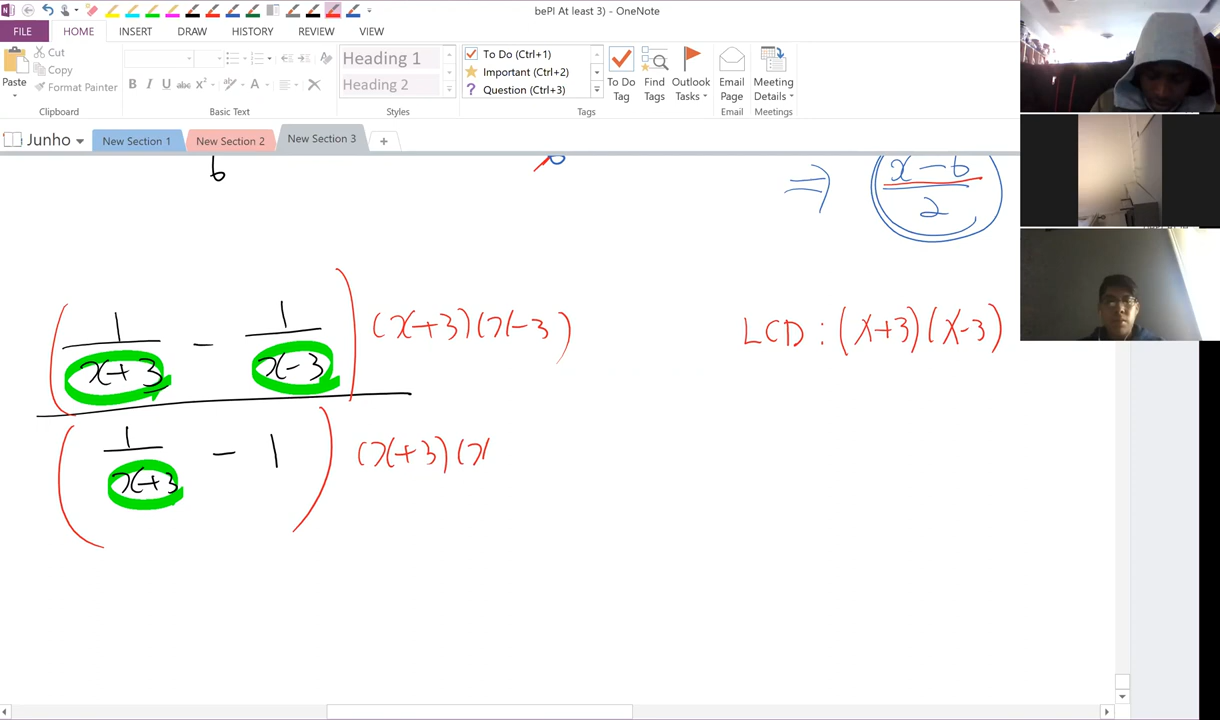 bePI At least 3) - OneNote
FILE HOME INSERT DRAW HISTORY REVIEW VIEW
Paste
Cut
Copy
Format Painter
Clipboard
B I U abc X² A
Basic Text
Heading 1
Heading 2
Styles
To Do (Ctrl+1)
Important (Ctrl+2)
? Question (Ctrl+3)
To Do Tag
Find Tags
Outlook Tasks
Tags
Email Page
Email
Meeting Details
Meetings
Junho New Section 1 New Section 2 New Section 3 +
6
⇒ x - 6
2
( 1 - 1 ) (x+3)(x-3)
x+3 x-3
LCD : (x+3)(x-3)
( 1 - 1 ) (x+3)(x
x+3